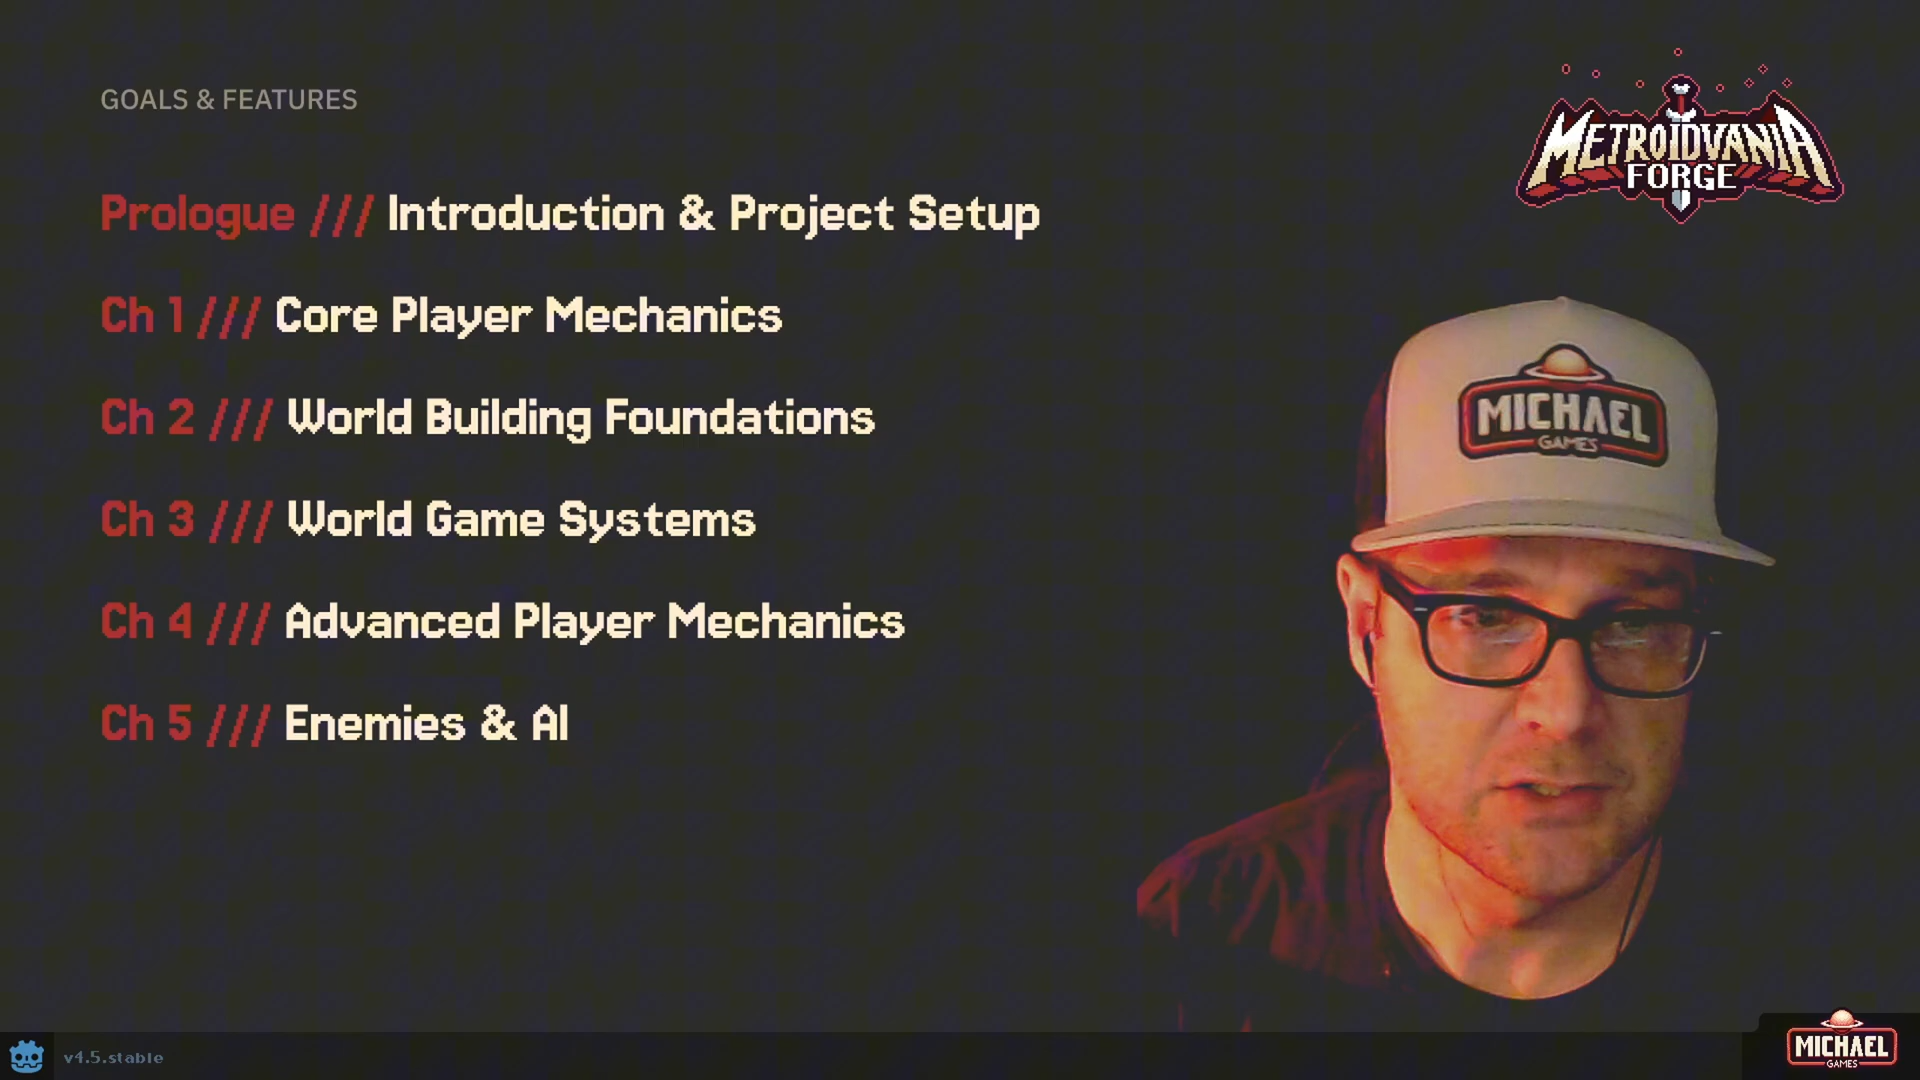 GOALS & FEATURES
METROIDVANIA
FORGE
Prologue /// Introduction & Project Setup
Ch 1 /// Core Player Mechanics
Ch 2 /// World Building Foundations
Ch 3 /// World Game Systems
Ch 4 /// Advanced Player Mechanics
Ch 5 /// Enemies & AI
MICHAEL
GAMES
v4.5.stable
MICHAEL
GAMES